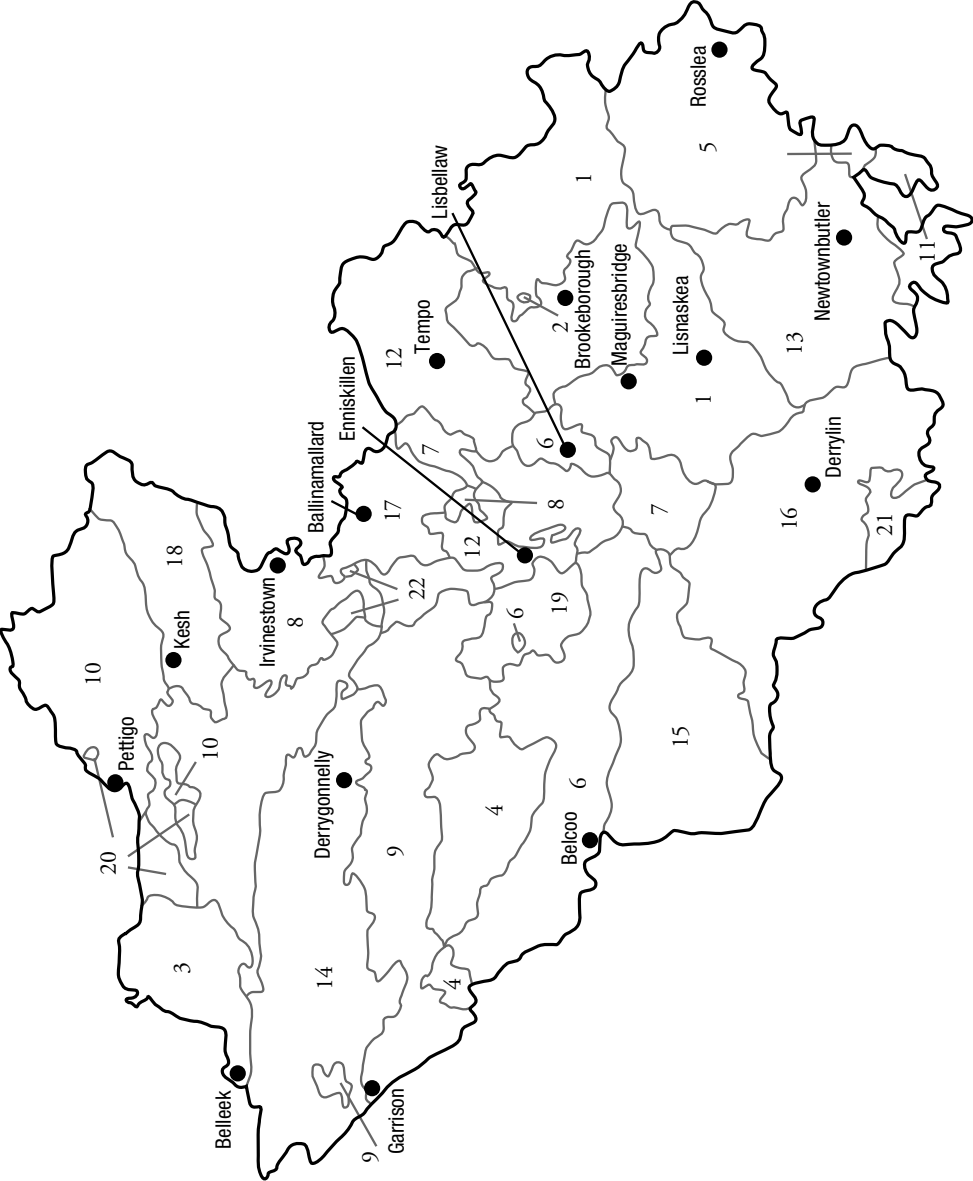 10
20
Pettigo
18
3
Kesh
10
Belleek
Irvinestown
8
Ballinamallard
Derrygonnelly
14
Enniskillen
9
17
12
9
Garrison
22
Tempo
7
Lisbellaw
4
12
4
6
6
8
19
2
Belcoo
6
Brookeborough
1
Maguiresbridge
7
15
Lisnaskea
Rosslea
1
5
16
13
Newtownbutler
Derrylin
21
11